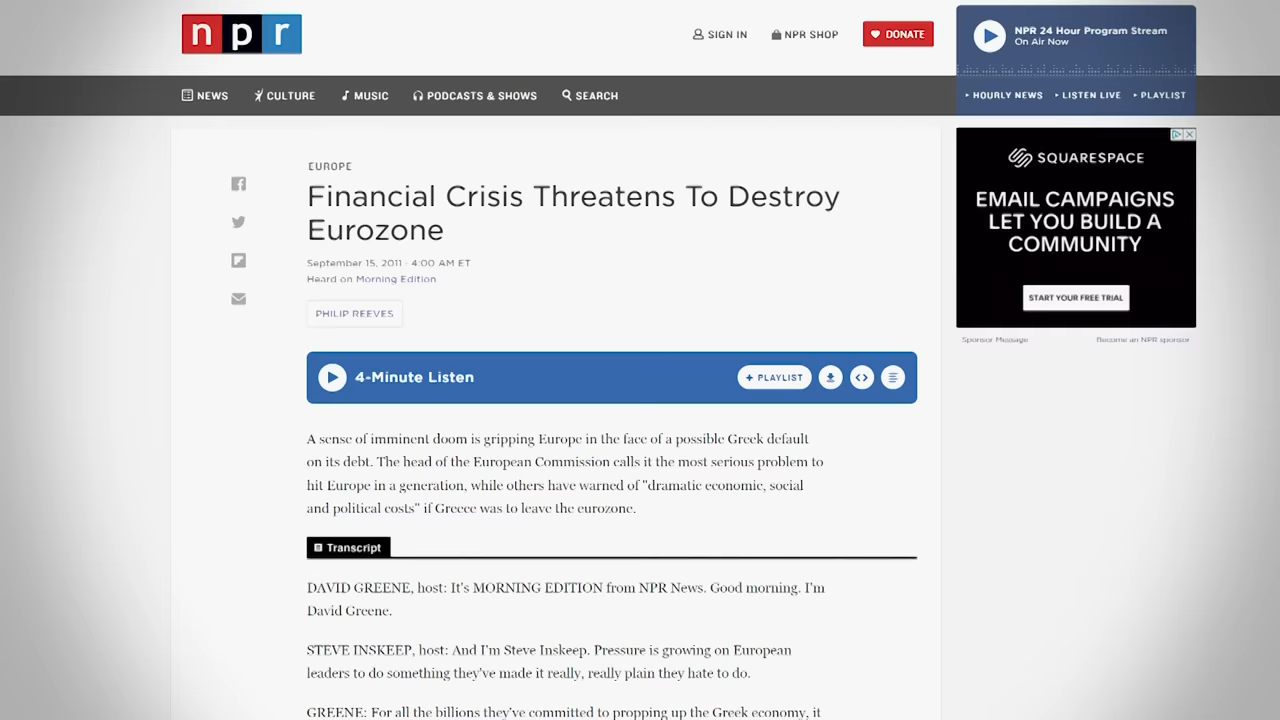 npr
SIGN IN
NPR SHOP
DONATE
NPR 24 Hour Program Stream
On Air Now
NEWS
CULTURE
MUSIC
PODCASTS & SHOWS
SEARCH
HOURLY NEWS
LISTEN LIVE
PLAYLIST
EUROPE
Financial Crisis Threatens To Destroy
Eurozone
September 15, 2011 · 4:00 AM ET
Heard on Morning Edition
PHILIP REEVES
4-Minute Listen
+ PLAYLIST
A sense of imminent doom is gripping Europe in the face of a possible Greek default
on its debt. The head of the European Commission calls it the most serious problem to
hit Europe in a generation, while others have warned of "dramatic economic, social
and political costs" if Greece was to leave the eurozone.
Transcript
DAVID GREENE, host: It's MORNING EDITION from NPR News. Good morning. I'm
David Greene.
STEVE INSKEEP, host: And I'm Steve Inskeep. Pressure is growing on European
leaders to do something they've made it really, really plain they hate to do.
GREENE: For all the billions they've committed to propping up the Greek economy, it
SQUARESPACE
EMAIL CAMPAIGNS
LET YOU BUILD A
COMMUNITY
START YOUR FREE TRIAL
Sponsor Message
Become an NPR sponsor